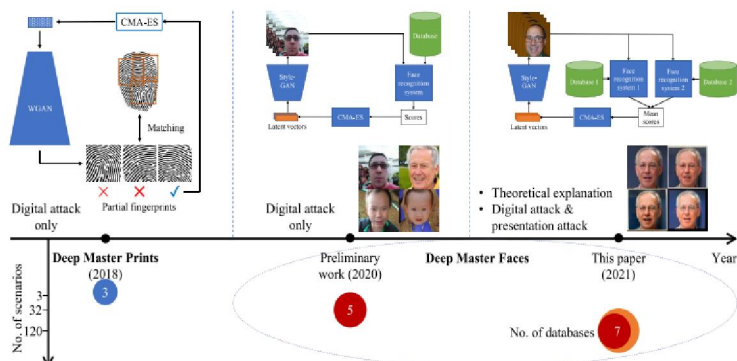 CMA-ES
WGAN
Matching
Partial fingerprints
Digital attack
only
Database
Style-
GAN
Face
recognition
system
CMA-ES
Scores
Latent vectors
Digital attack
only
Style-
GAN
Database 1
Face
recognition
system 1
Face
recognition
system 2
Database 2
CMA-ES
Mean
scores
Latent vectors
• Theoretical explanation
• Digital attack &
presentation attack
Deep Master Prints
(2018)
Preliminary
work (2020)
Deep Master Faces
This paper
(2021)
Year
No. of scenarios
3
32
120
3
5
No. of databases
7